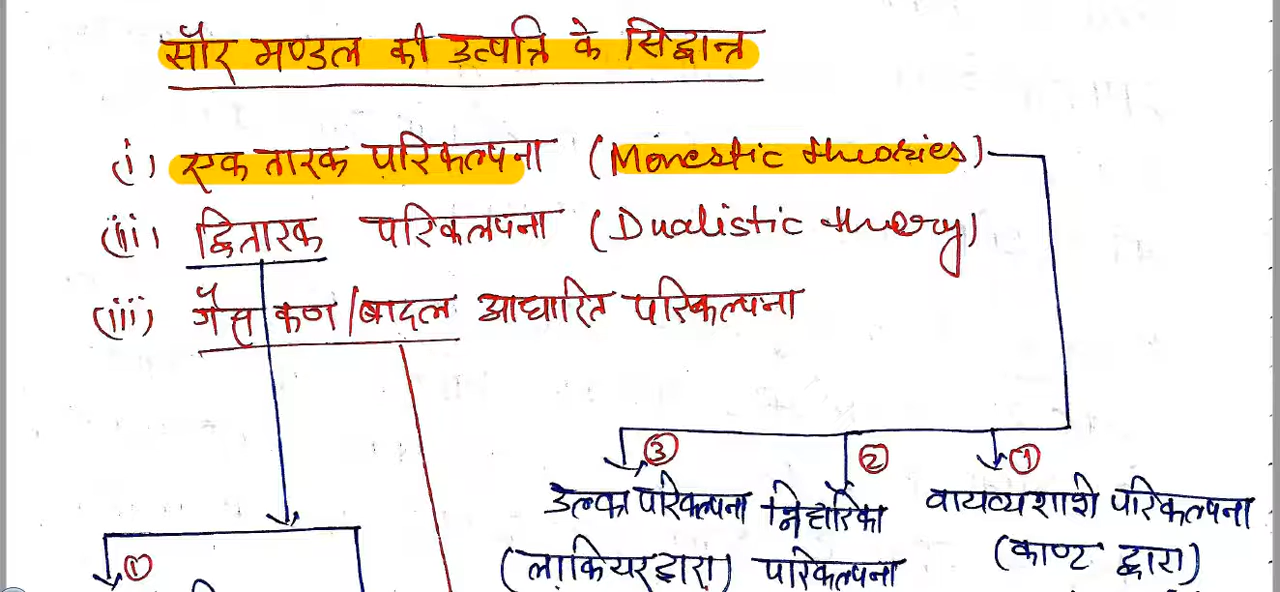 सौर मण्डल की उत्पत्ति के सिद्धान्त
(i) एक तारक परिकल्पना (Monestic theories)
(ii) द्वितारक परिकल्पना (Dualistic theory)
(iii) गैस कण/बादल आधारित परिकल्पना
③ ② ①
उल्का परिकल्पना निहारिका वायव्यराशी परिकल्पना
(लाकियर द्वारा) परिकल्पना (काण्ट द्वारा)
①